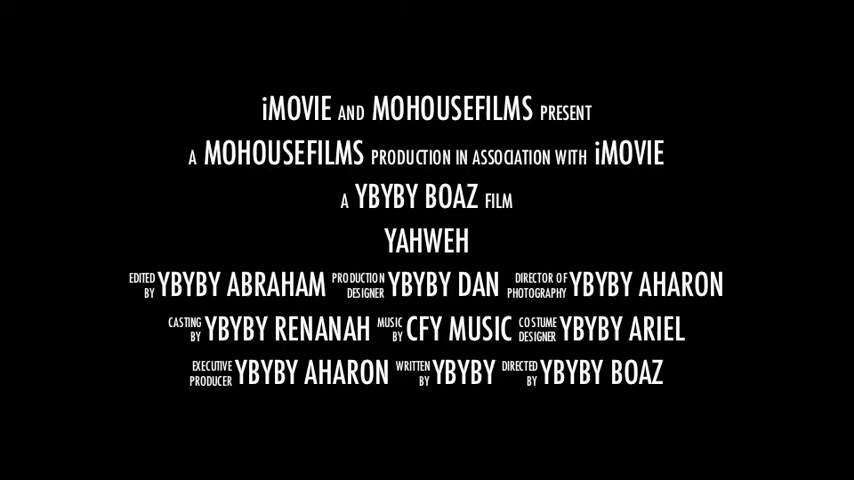 iMOVIE AND MOHOUSEFILMS PRESENT
A MOHOUSEFILMS PRODUCTION IN ASSOCIATION WITH iMOVIE
A YBYBY BOAZ FILM
YAHWEH
EDITED BY YBYBY ABRAHAM PRODUCTION DESIGNER YBYBY DAN DIRECTOR OF PHOTOGRAPHY YBYBY AHARON
CASTING BY YBYBY RENANAH MUSIC BY CFY MUSIC COSTUME DESIGNER YBYBY ARIEL
EXECUTIVE PRODUCER YBYBY AHARON WRITTEN BY YBYBY DIRECTED BY YBYBY BOAZ